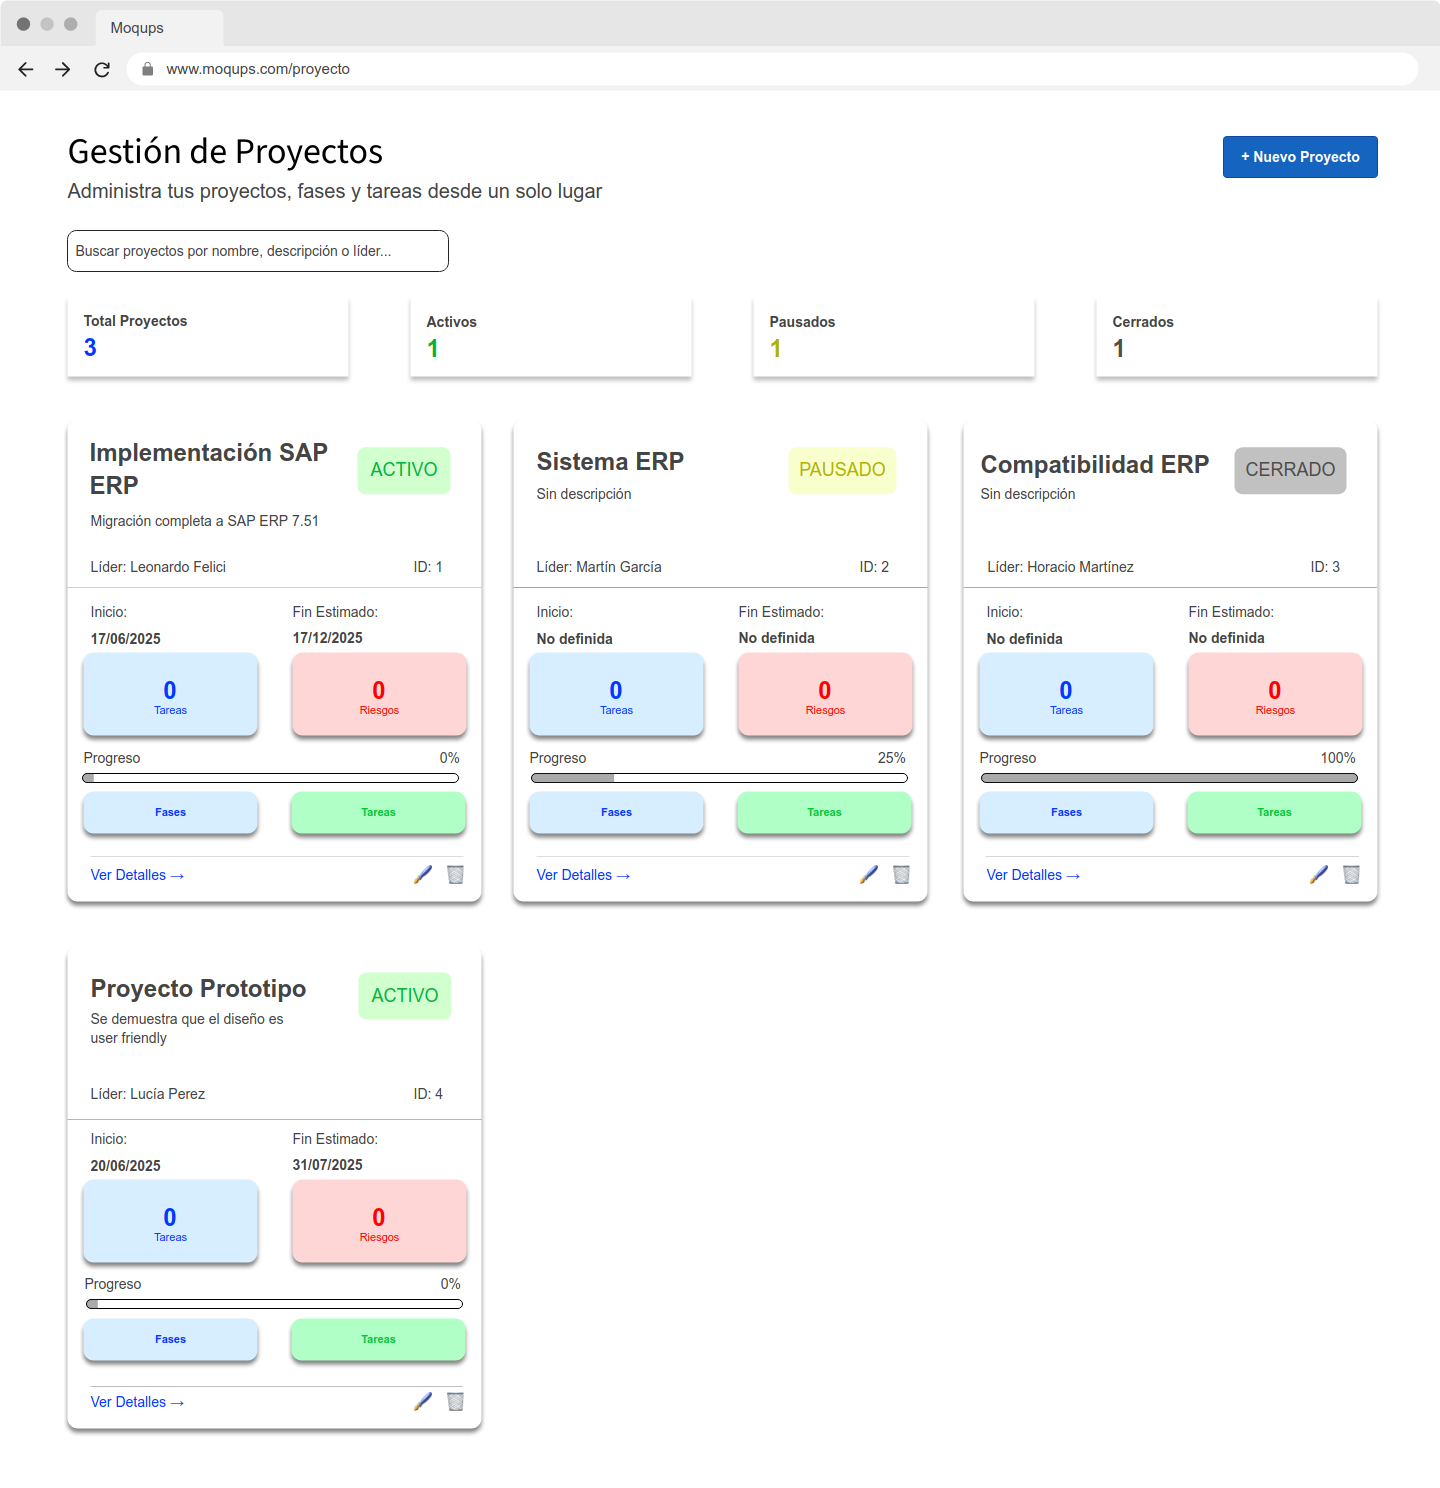 Moqups
www.moqups.com/proyecto
Gestión de Proyectos
+ Nuevo Proyecto
Administra tus proyectos, fases y tareas desde un solo lugar
Buscar proyectos por nombre, descripción o líder...
Total Proyectos
3
Activos
1
Pausados
1
Cerrados
1
Implementación SAP
ERP
ACTIVO
Migración completa a SAP ERP 7.51
Líder: Leonardo Felici
ID: 1
Inicio:
Fin Estimado:
17/06/2025
17/12/2025
0
Tareas
0
Riesgos
Progreso
0%
Fases
Tareas
Ver Detalles →
Sistema ERP
PAUSADO
Sin descripción
Líder: Martín García
ID: 2
Inicio:
Fin Estimado:
No definida
No definida
0
Tareas
0
Riesgos
Progreso
25%
Fases
Tareas
Ver Detalles →
Compatibilidad ERP
CERRADO
Sin descripción
Líder: Horacio Martínez
ID: 3
Inicio:
Fin Estimado:
No definida
No definida
0
Tareas
0
Riesgos
Progreso
100%
Fases
Tareas
Ver Detalles →
Proyecto Prototipo
ACTIVO
Se demuestra que el diseño es
user friendly
Líder: Lucía Perez
ID: 4
Inicio:
Fin Estimado:
20/06/2025
31/07/2025
0
Tareas
0
Riesgos
Progreso
0%
Fases
Tareas
Ver Detalles →